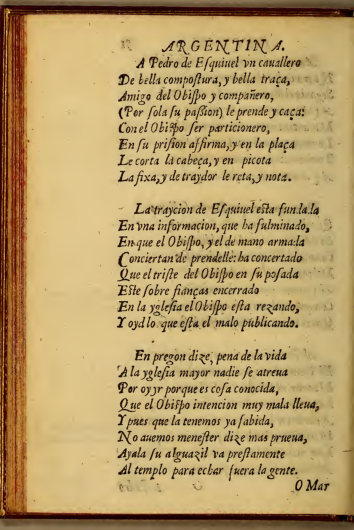 ARGENTINA.
A Pedro de Eſquiuel vn cauallero
De bella compoſtura, y bella traça,
Amigo del Obiſpo y compañero,
(Por ſola ſu paſsion) le prende y caça:
Con el Obiſpo ſer particionero,
En ſu priſion affirma, y en la plaça
Le corta la cabeça, y en picota
La fixa, y de traydor le reta, y nota.
La traycion de Eſquiuel eſta fundada
En vna informacion, que ha fulminado,
En que el Obiſpo, y el de mano armada
Conciertan de prendelle: ha concertado
Que el triſte del Obiſpo en ſu poſada
Eſte ſobre fianças encerrado
En la ygleſia el Obiſpo eſta rezando,
Y oyd lo que eſta el malo publicando.
En pregon dize, pena de la vida
A la ygleſia mayor nadie ſe atreua
Por oyr porque es coſa conocida,
Que el Obiſpo intencion muy mala lleua,
Y pues que la tenemos ya ſabida,
No auemos meneſter dize mas prueua,
Ayala ſu alguazil va preſtamente
Al templo para echar fuera la gente.
O Mar